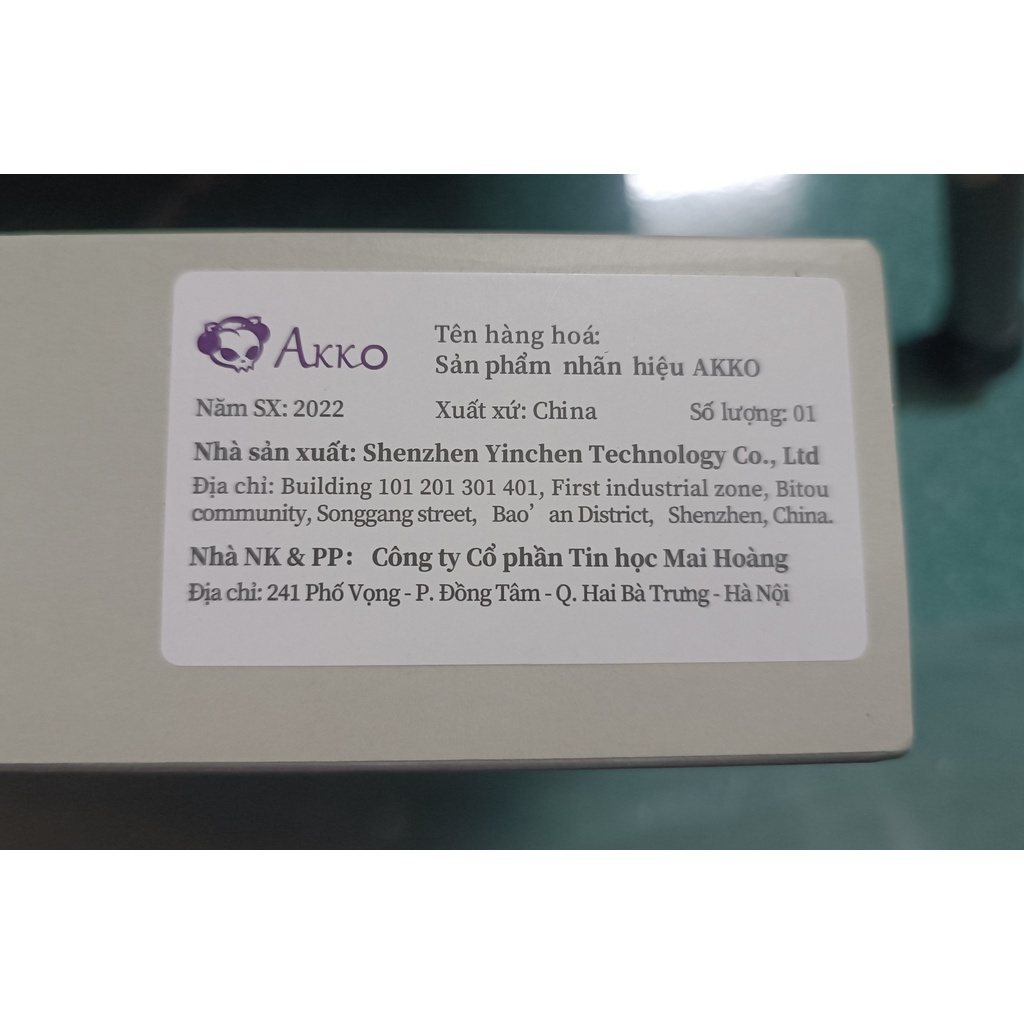 AKKO
Tên hàng hoá:
Sản phẩm nhãn hiệu AKKO
Năm SX: 2022 Xuất xứ: China Số lượng: 01
Nhà sản xuất: Shenzhen Yinchen Technology Co., Ltd
Địa chỉ: Building 101 201 301 401, First industrial zone, Bitou
community, Songgang street, Bao’ an District, Shenzhen, China.
Nhà NK & PP: Công ty Cổ phần Tin học Mai Hoàng
Địa chỉ: 241 Phố Vọng - P. Đồng Tâm - Q. Hai Bà Trưng - Hà Nội